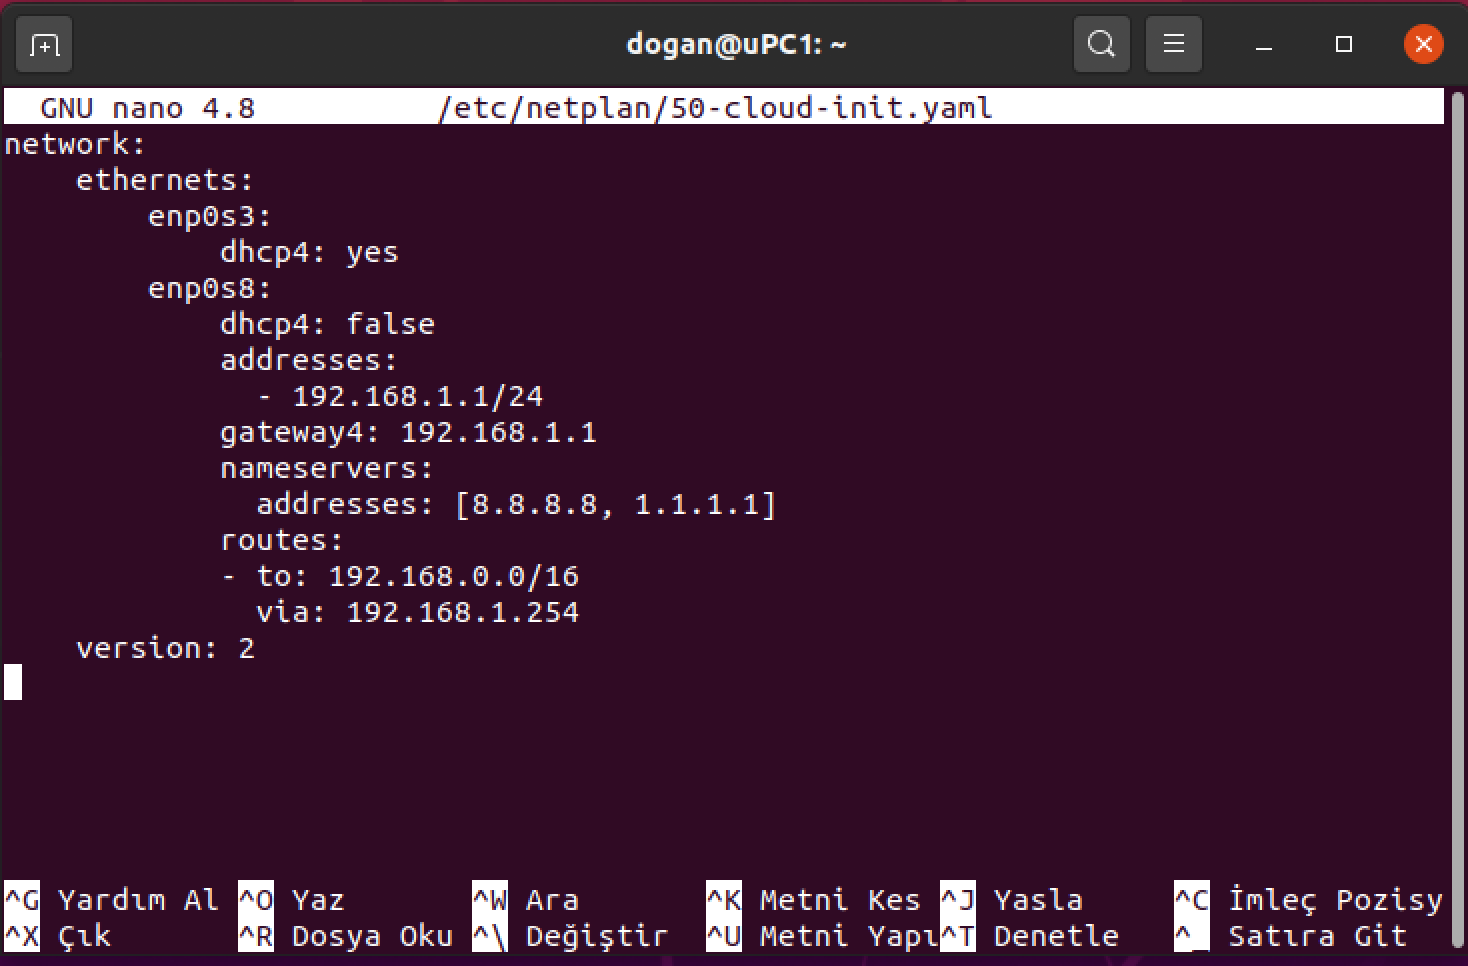 dogan@uPC1: ~
GNU nano 4.8 /etc/netplan/50-cloud-init.yaml
network:
    ethernets:
        enp0s3:
            dhcp4: yes
        enp0s8:
            dhcp4: false
            addresses:
              - 192.168.1.1/24
            gateway4: 192.168.1.1
            nameservers:
              addresses: [8.8.8.8, 1.1.1.1]
            routes:
            - to: 192.168.0.0/16
              via: 192.168.1.254
    version: 2
^G Yardım Al ^O Yaz ^W Ara ^K Metni Kes ^J Yasla ^C İmleç Pozisy
^X Çık ^R Dosya Oku ^\ Değiştir ^U Metni Yapı ^T Denetle ^_ Satıra Git